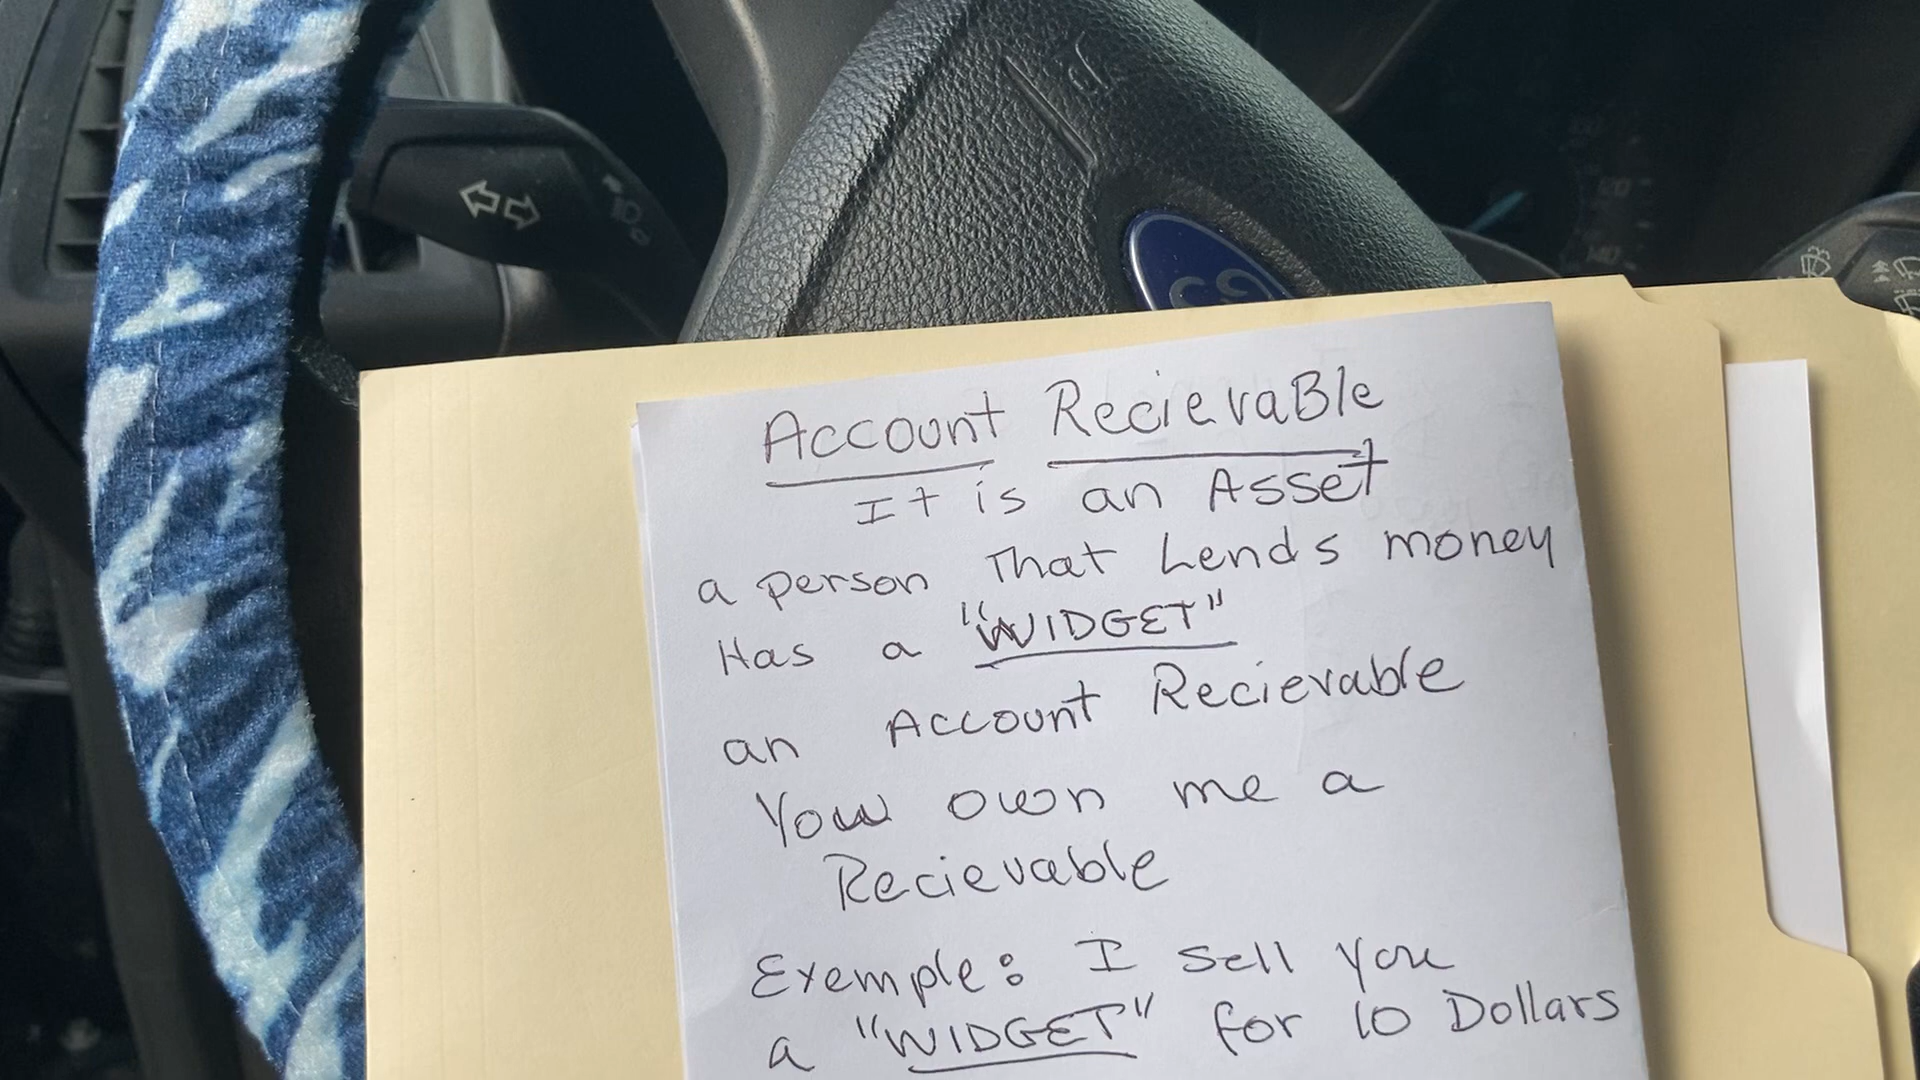 Account RecievaBle
It is an Asset
a person that Lends money
Has a "WIDGET"
an Account Recievable
You own me a
Recievable
Exemple: I sell you
a "WIDGET" for 10 Dollars